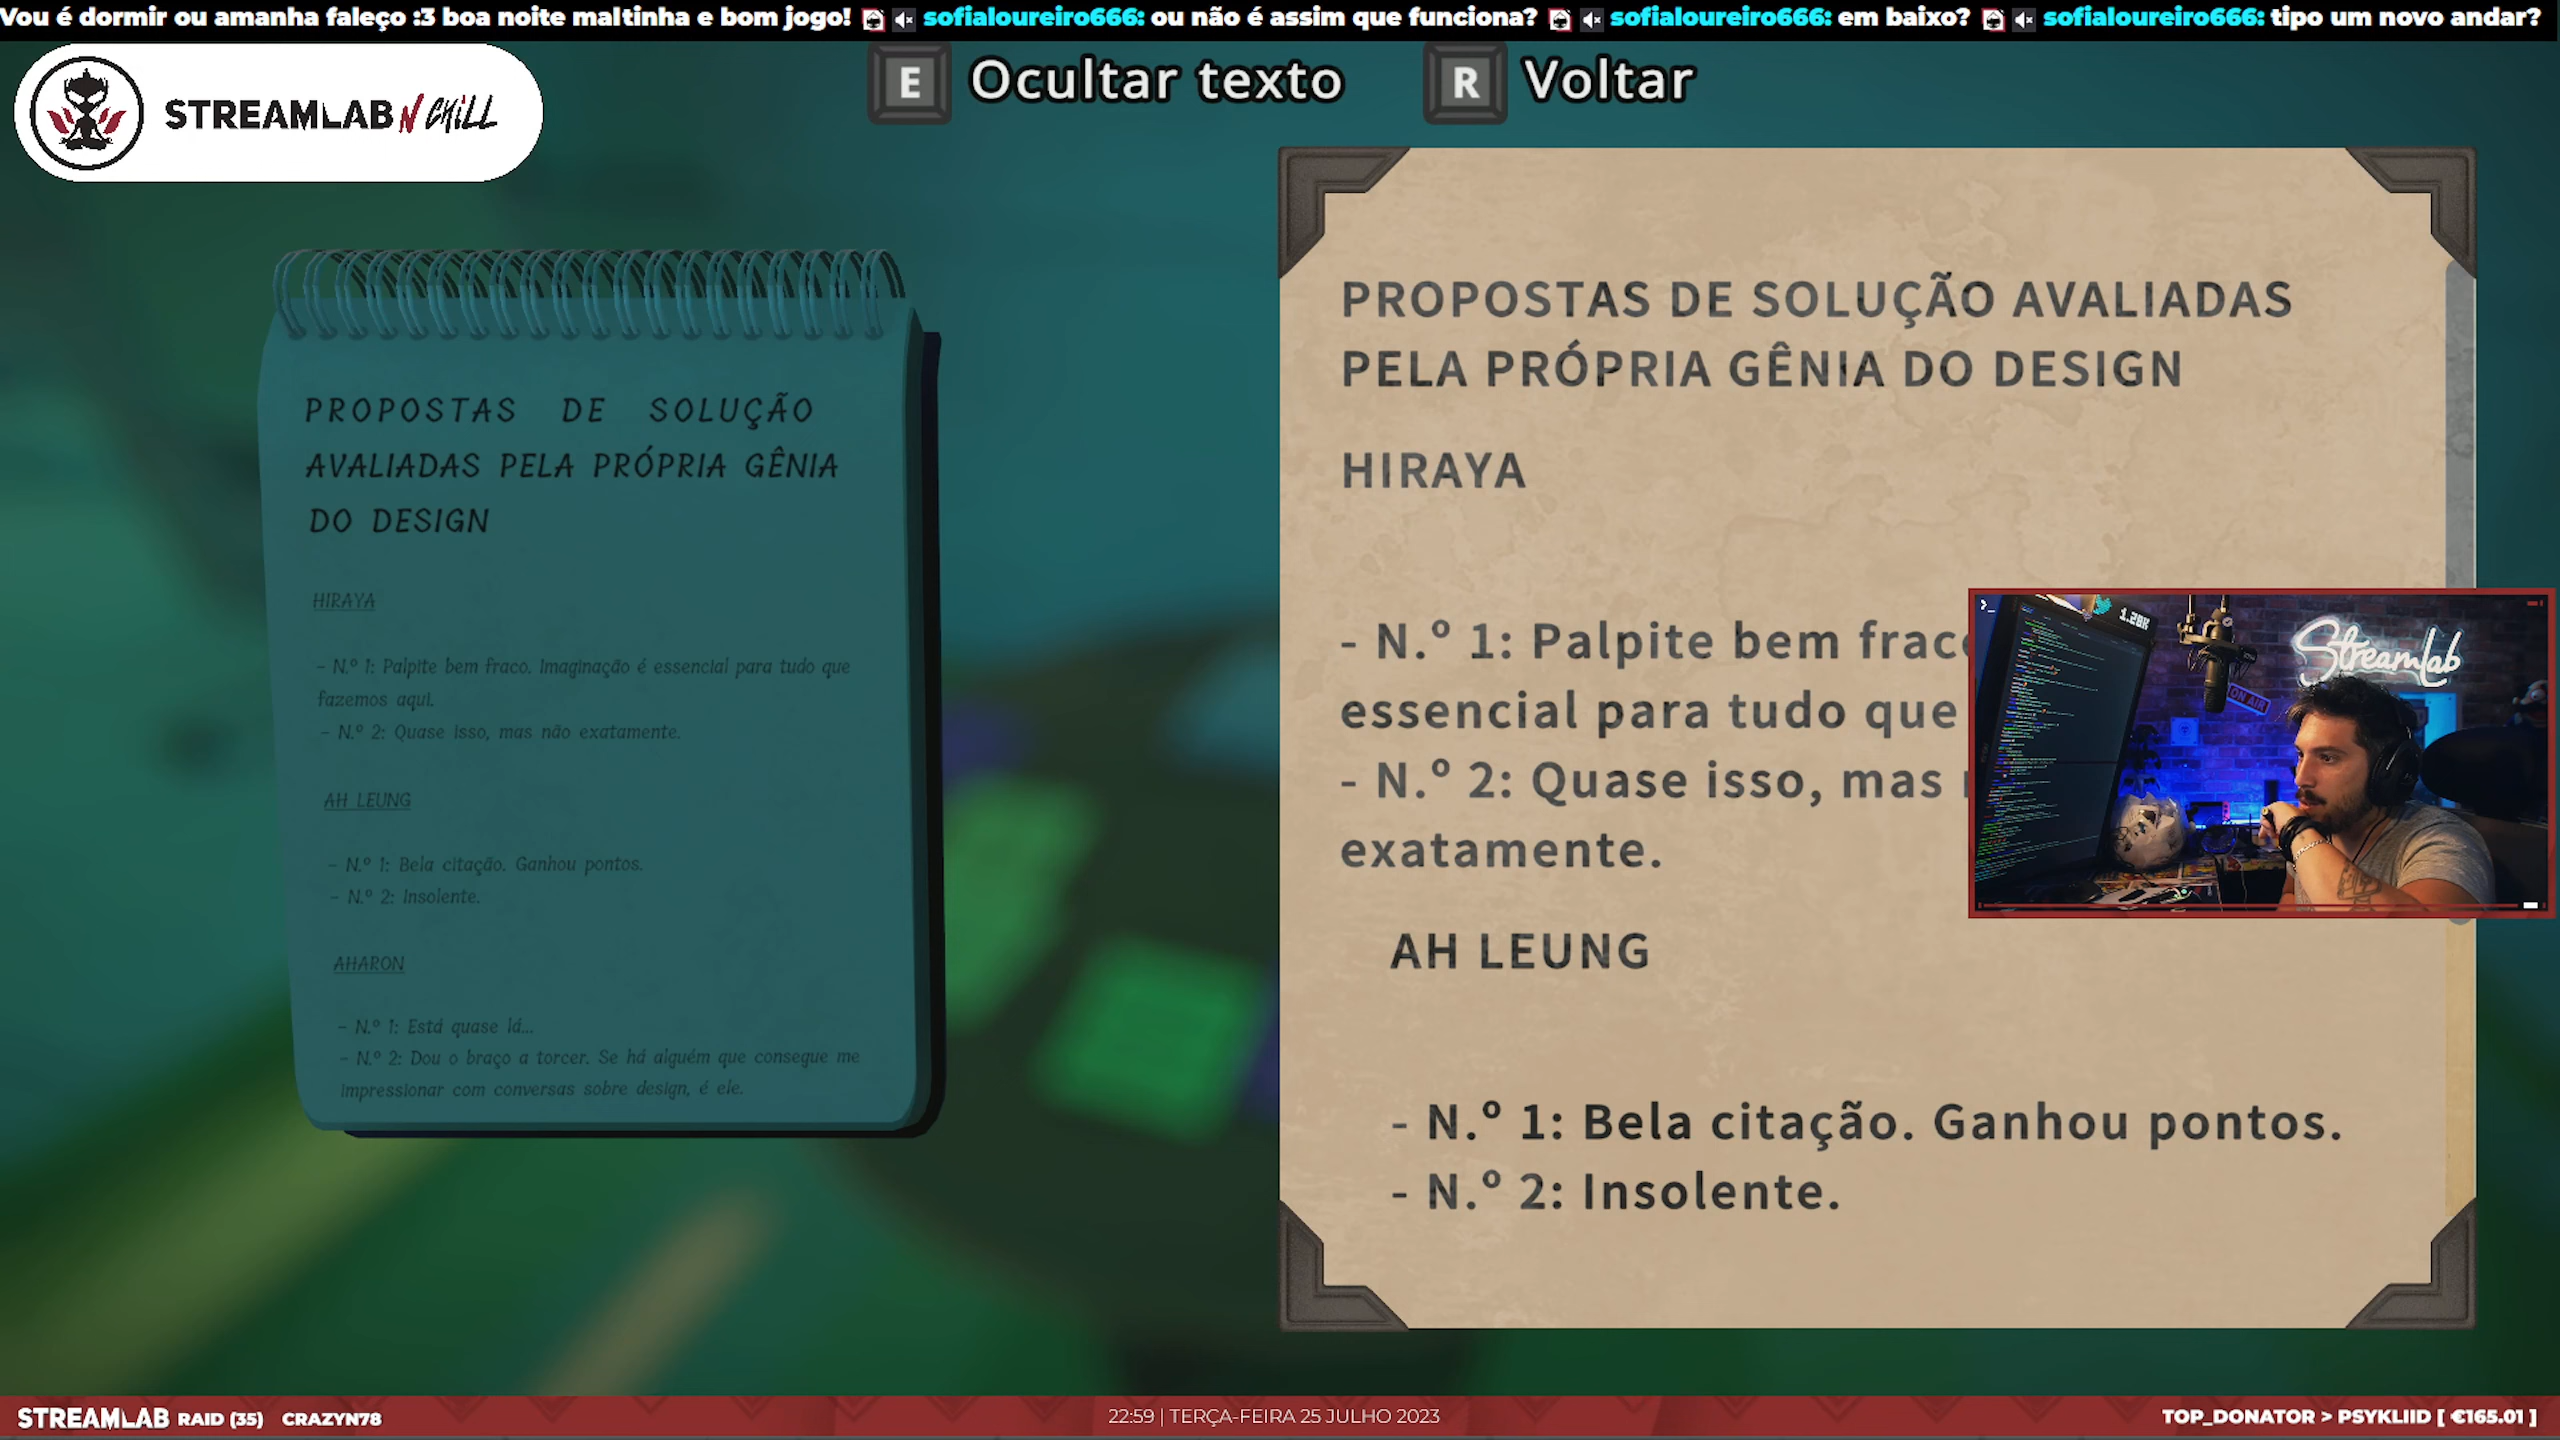 Vou é dormir ou amanha faleço :3 boa noite maltinha e bom jogo! sofialoureiro666: ou não é assim que funciona? sofialoureiro666: em baixo? sofialoureiro666: tipo um novo andar?
STREAMLAB N CHILL
E Ocultar texto R Voltar
PROPOSTAS DE SOLUÇÃO
AVALIADAS PELA PRÓPRIA GÊNIA
DO DESIGN
HIRAYA
- N.º 1: Palpite bem fraco. Imaginação é essencial para tudo que
fazemos aqui.
- N.º 2: Quase isso, mas não exatamente.
AH LEUNG
- N.º 1: Bela citação. Ganhou pontos.
- N.º 2: Insolente.
AHARON
- N.º 1: Está quase lá...
- N.º 2: Dou o braço a torcer. Se há alguém que consegue me
impressionar com conversas sobre design, é ele.
PROPOSTAS DE SOLUÇÃO AVALIADAS
PELA PRÓPRIA GÊNIA DO DESIGN
HIRAYA
- N.º 1: Palpite bem frac
essencial para tudo que
- N.º 2: Quase isso, mas
exatamente.
AH LEUNG
- N.º 1: Bela citação. Ganhou pontos.
- N.º 2: Insolente.
1.28K
Streamlab
ON AIR
STREAMLAB RAID (35) CRAZYN78
22:59 | TERÇA-FEIRA 25 JULHO 2023
TOP_DONATOR > PSYKLIID [ €165.01 ]